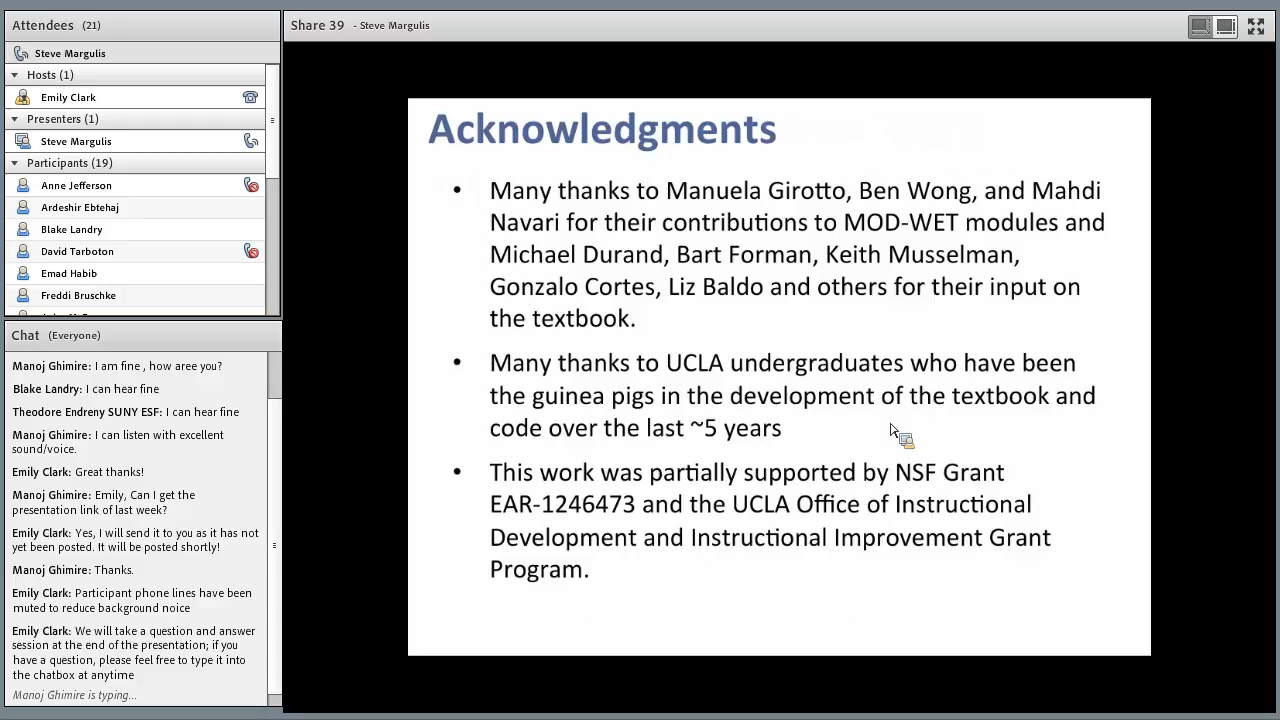 Attendees (21)
Steve Margulis
Hosts (1)
Emily Clark
Presenters (1)
Steve Margulis
Participants (19)
Anne Jefferson
Ardeshir Ebtehaj
Blake Landry
David Tarboton
Emad Habib
Freddi Bruschke
Chat (Everyone)
Manoj Ghimire: I am fine , how aree you?
Blake Landry: I can hear fine
Theodore Endreny SUNY ESF: I can hear fine
Manoj Ghimire: I can listen with excellent
sound/voice.
Emily Clark: Great thanks!
Manoj Ghimire: Emily, Can I get the
presentation link of last week?
Emily Clark: Yes, I will send it to you as it has not
yet been posted. It will be posted shortly!
Manoj Ghimire: Thanks.
Emily Clark: Participant phone lines have been
muted to reduce background noice
Emily Clark: We will take a question and answer
session at the end of the presentation; if you
have a question, please feel free to type it into
the chatbox at anytime
Manoj Ghimire is typing...
Share 39 - Steve Margulis
Acknowledgments
• Many thanks to Manuela Girotto, Ben Wong, and Mahdi
Navari for their contributions to MOD-WET modules and
Michael Durand, Bart Forman, Keith Musselman,
Gonzalo Cortes, Liz Baldo and others for their input on
the textbook.
• Many thanks to UCLA undergraduates who have been
the guinea pigs in the development of the textbook and
code over the last ~5 years
• This work was partially supported by NSF Grant
EAR-1246473 and the UCLA Office of Instructional
Development and Instructional Improvement Grant
Program.